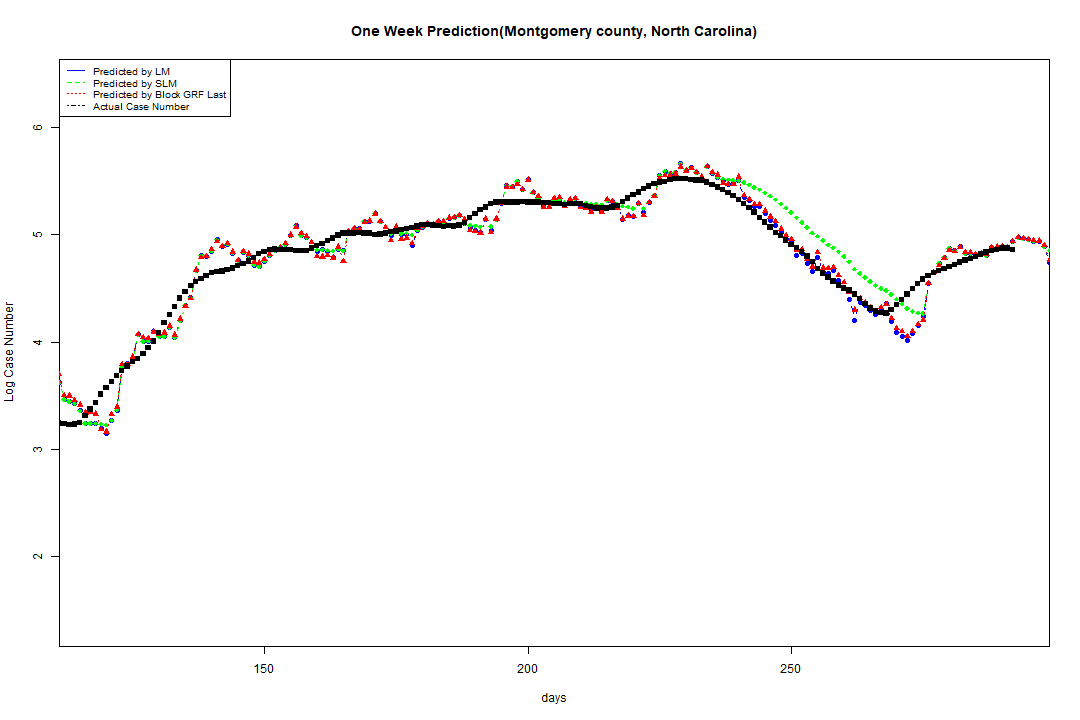 One Week Prediction(Montgomery county, North Carolina)
Predicted by LM
Predicted by SLM
Predicted by Block GRF Last
Actual Case Number
6
5
4
3
2
Log Case Number
150
200
250
days